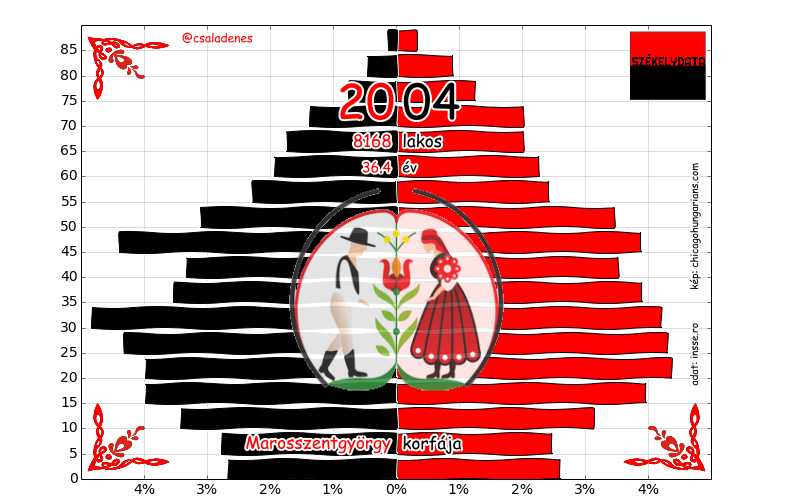 @csaladenes
SZÉKELYDATA
2004
8168 lakos
36.4 év
kép: chicagohungarians.com
adat: insse.ro
Marosszentgyörgy korfája
85
80
75
70
65
60
55
50
45
40
35
30
25
20
15
10
5
0
4% 3% 2% 1% 0% 1% 2% 3% 4%